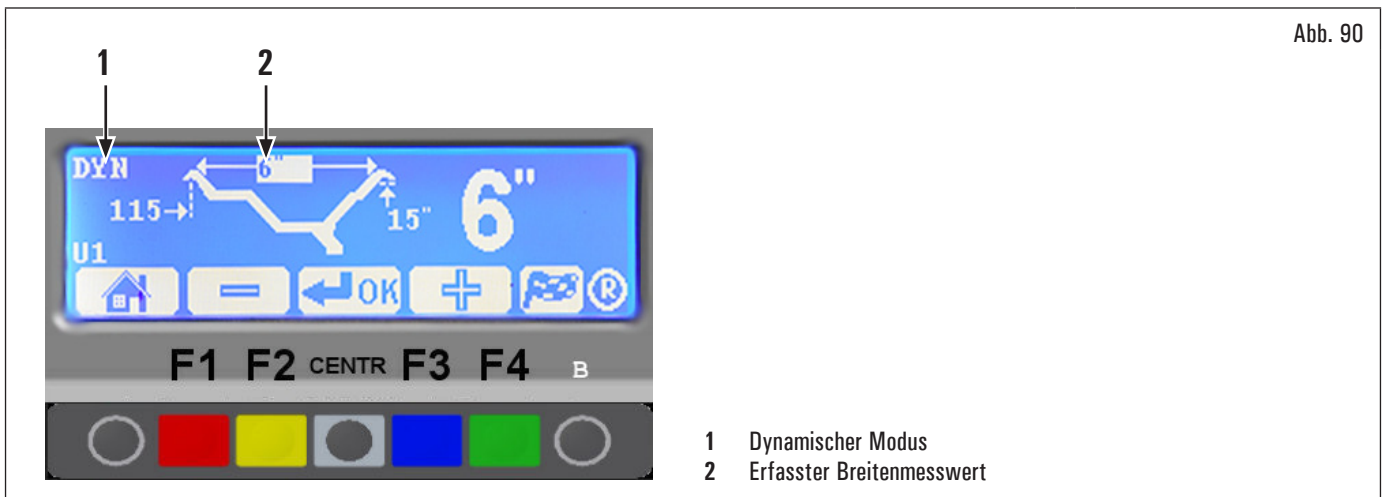 Abb. 90
1 2
DYN
6"
115
15"
6"
U1
OK
R
F1 F2 CENTR F3 F4 B
1 Dynamischer Modus
2 Erfasster Breitenmesswert